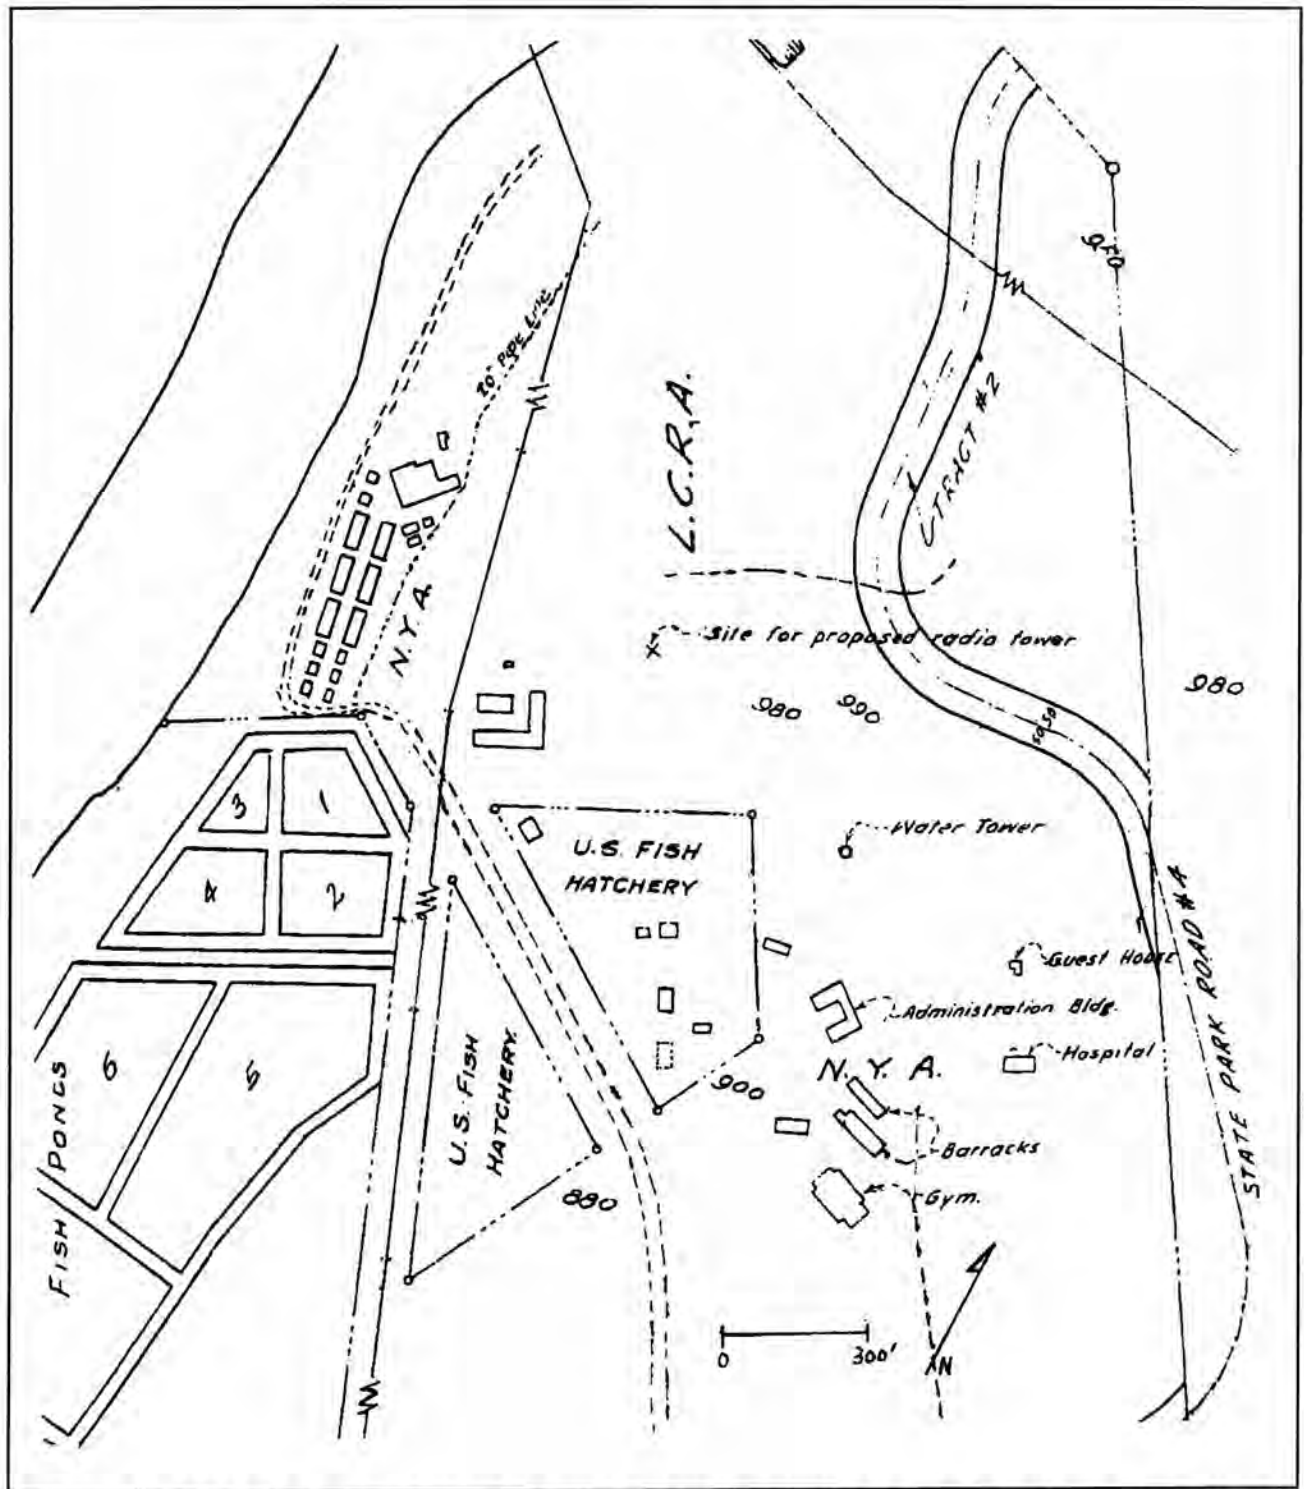 20" PIPE LINE
970
L.C.R.A.
TRACT #2
N.Y.A.
Site for proposed radio tower
980
980
990
50 50
3
1
4
2
U.S. FISH
HATCHERY
Water Tower
Guest House
Administration Bldg.
Hospital
6
5
FISH PONDS
U.S. FISH
HATCHERY
900
N. Y. A.
Barracks
Gym.
880
STATE PARK ROAD #4
0
300'
N